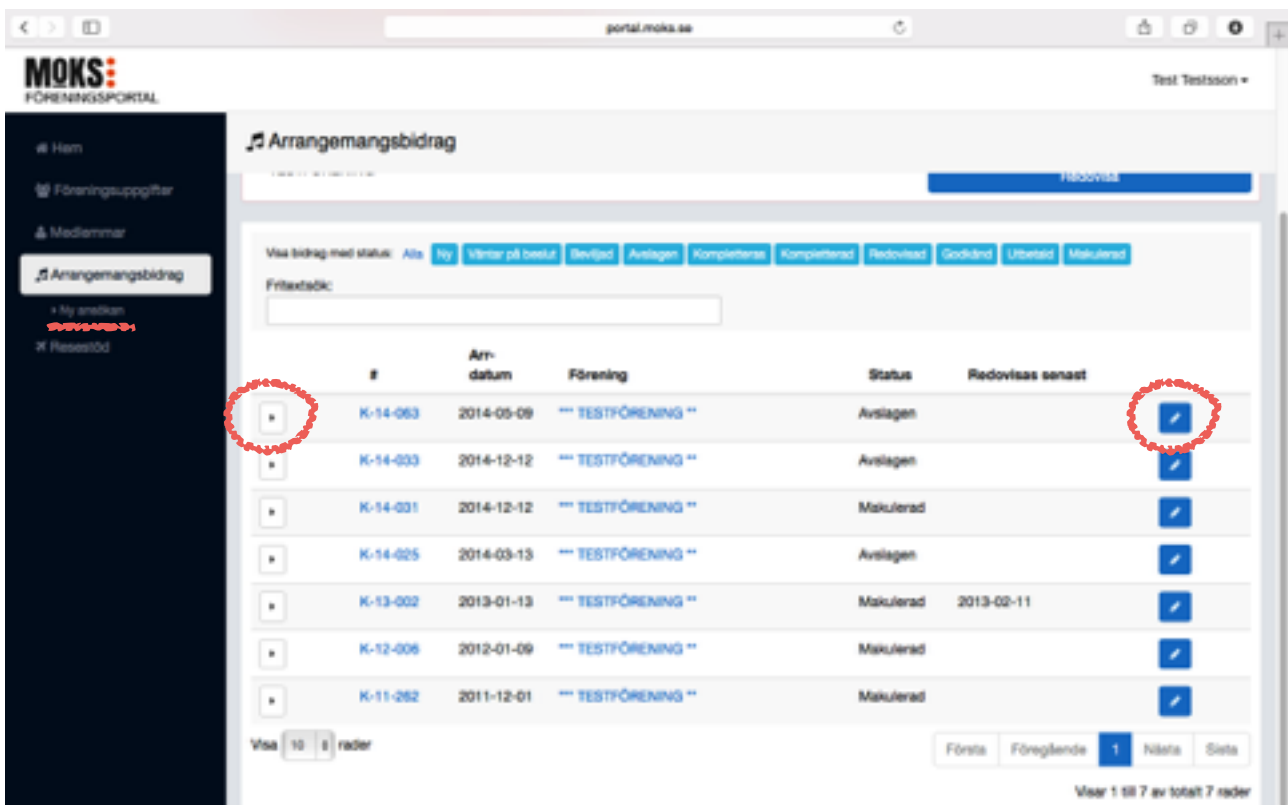 portal.moks.se
MOKS
FÖRENINGSPORTAL
Test Testsson
Hem
Föreningsuppgifter
Medlemmar
Arrangemangsbidrag
Ny ansökan
Resestöd
Arrangemangsbidrag
Redovisa
Visa bidrag med status: Alla Ny Väntar på beslut Beviljad Avslagen Kompletteras Kompletterad Redovisad Godkänd Utbetald Makulerad
Fritextsök:
# Arr-datum Förening Status Redovisas senast
K-14-063 2014-05-09 *** TESTFÖRENING ** Avslagen
K-14-033 2014-12-12 *** TESTFÖRENING ** Avslagen
K-14-031 2014-12-12 *** TESTFÖRENING ** Makulerad
K-14-025 2014-03-13 *** TESTFÖRENING ** Avslagen
K-13-002 2013-01-13 *** TESTFÖRENING ** Makulerad 2013-02-11
K-12-006 2012-01-09 *** TESTFÖRENING ** Makulerad
K-11-262 2011-12-01 *** TESTFÖRENING ** Makulerad
Visa 10 rader
Första Föregående 1 Nästa Sista
Visar 1 till 7 av totalt 7 rader